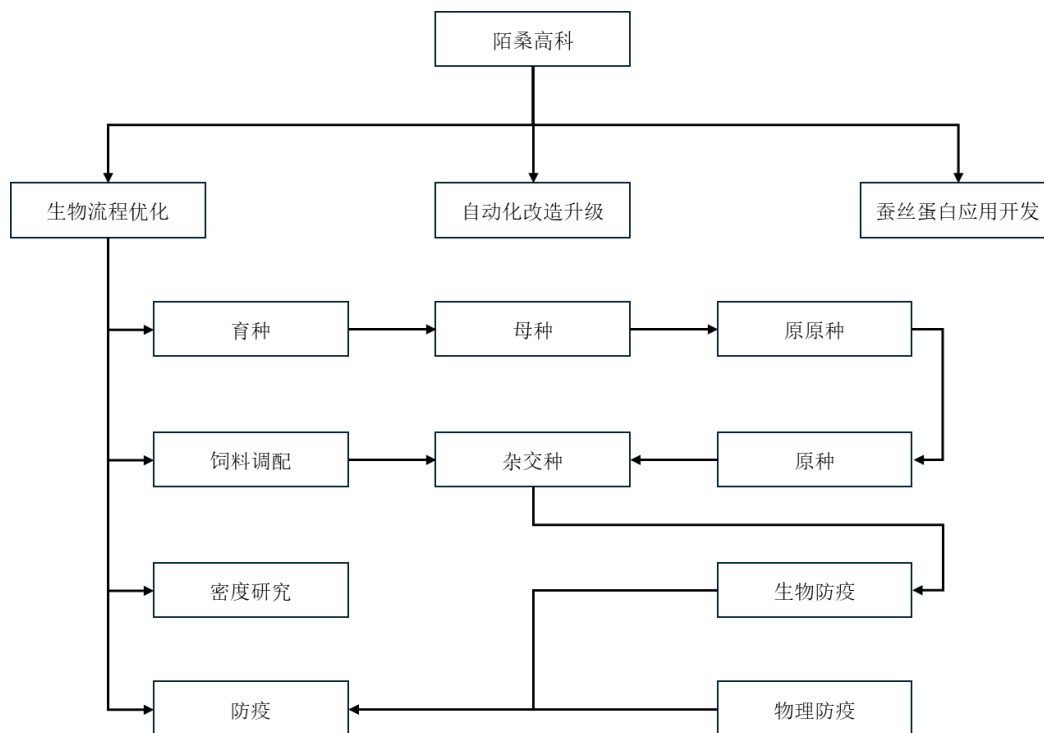 陌桑高科
生物流程优化
自动化改造升级
蚕丝蛋白应用开发
育种
母种
原原种
饲料调配
杂交种
原种
密度研究
生物防疫
防疫
物理防疫